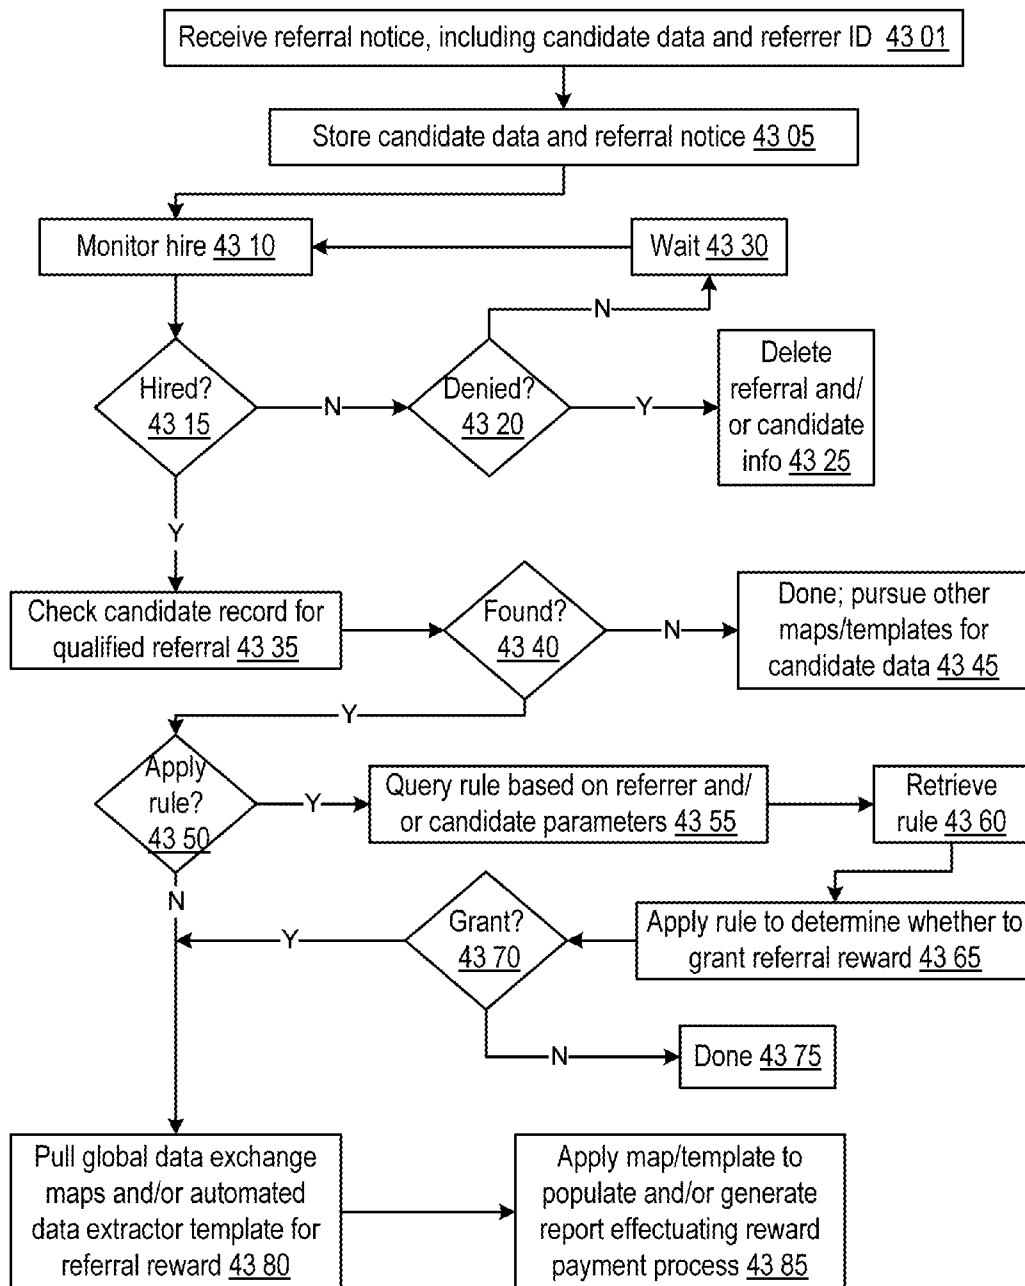 Receive referral notice, including candidate data and referrer ID 43 01
Store candidate data and referral notice 43 05
Monitor hire 43 10
Wait 43 30
N
Hired?
43 15
N
Denied?
43 20
Y
Delete
referral and/
or candidate
info 43 25
Y
Check candidate record for
qualified referral 43 35
Found?
43 40
N
Done; pursue other
maps/templates for
candidate data 43 45
Y
Apply
rule?
43 50
Y
Query rule based on referrer and/
or candidate parameters 43 55
Retrieve
rule 43 60
N
Apply rule to determine whether to
grant referral reward 43 65
Grant?
43 70
Y
N
Done 43 75
Pull global data exchange
maps and/or automated
data extractor template for
referral reward 43 80
Apply map/template to
populate and/or generate
report effectuating reward
payment process 43 85